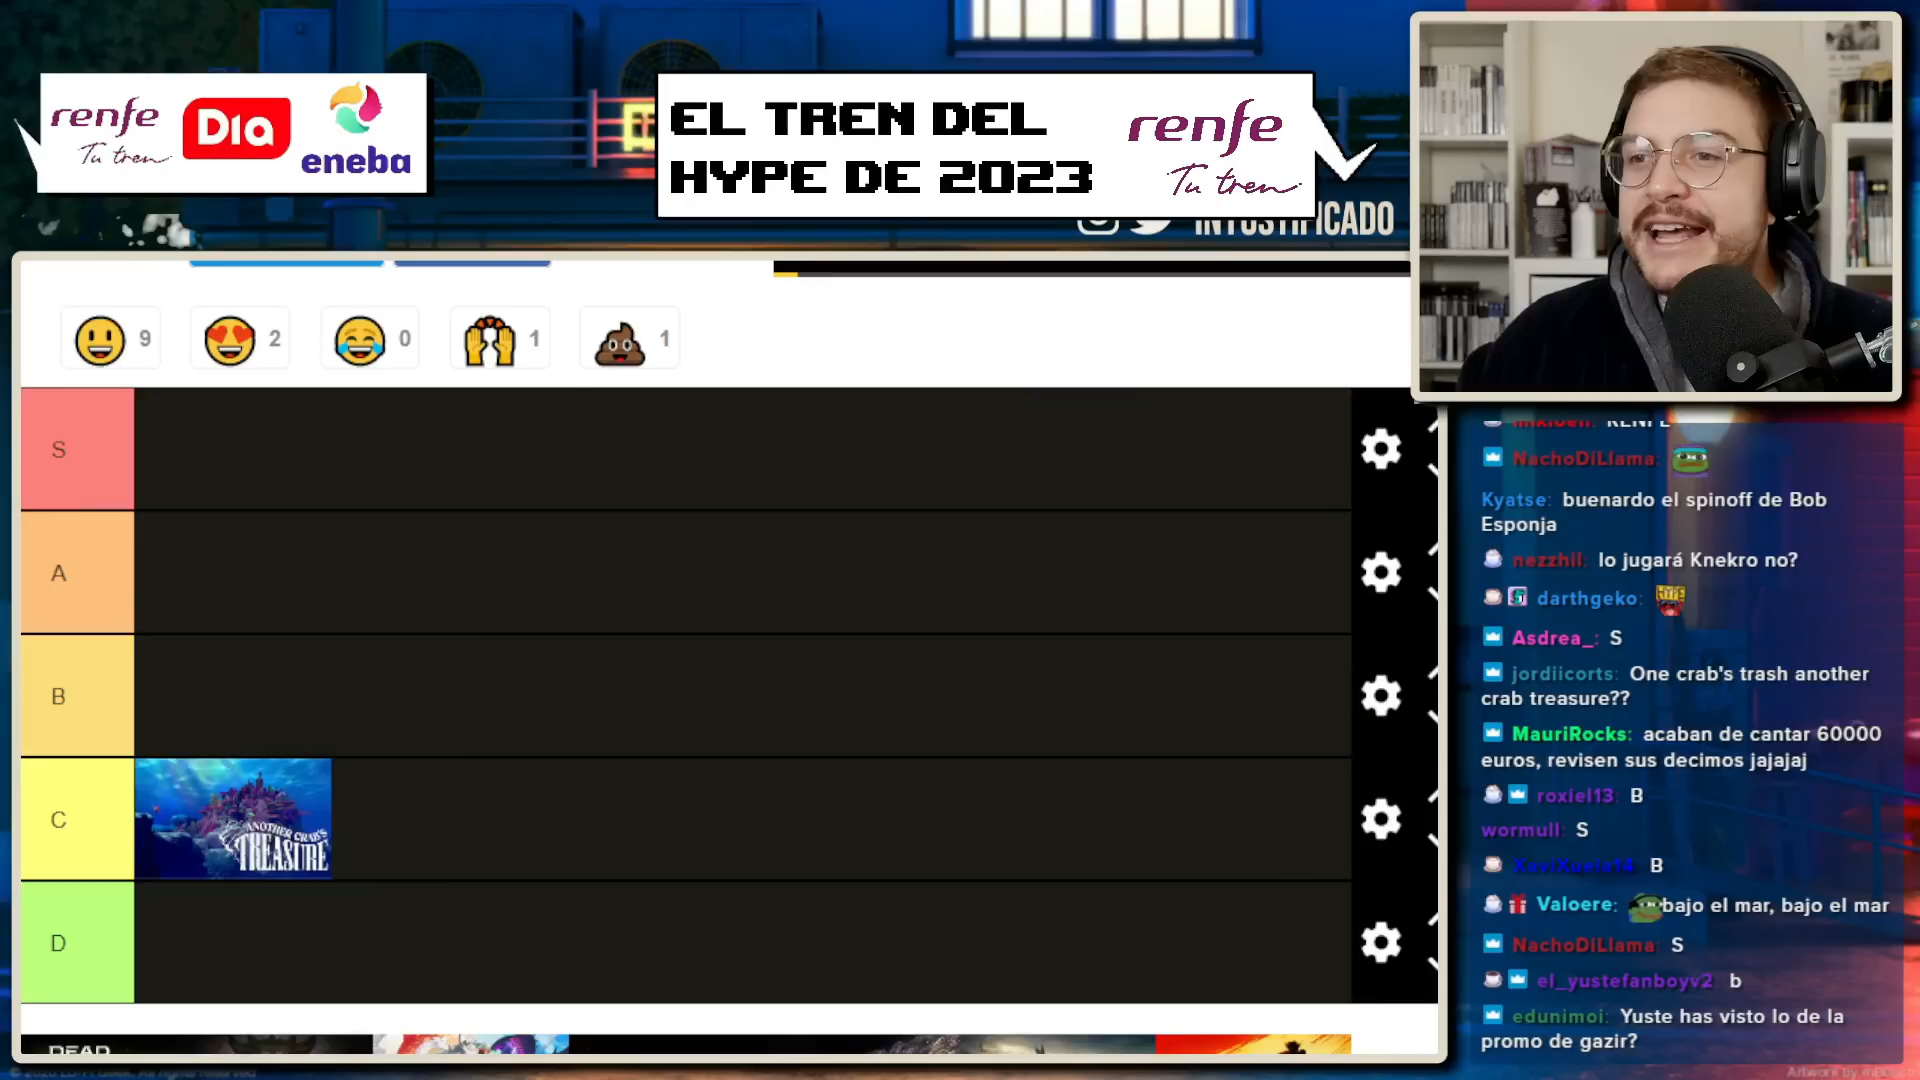 renfe
Tu tren
Dia
eneba
EL TREN DEL
HYPE DE 2023
renfe
Tu tren
9
2
0
1
1
S
A
B
C
D
ANOTHER CRAB'S
TREASURE
NachoDiLlama:
Kyatse: buenardo el spinoff de Bob
Esponja
nezzhil: lo jugará Knekro no?
darthgeko: HYPE
Asdrea_: S
jordiicorts: One crab's trash another
crab treasure??
MauriRocks: acaban de cantar 60000
euros, revisen sus decimos jajajaj
roxiel13: B
wormull: S
XaviXuela14: B
Valoere: bajo el mar, bajo el mar
NachoDiLlama: S
el_yustefanboyv2 b
edunimoi: Yuste has visto lo de la
promo de gazir?